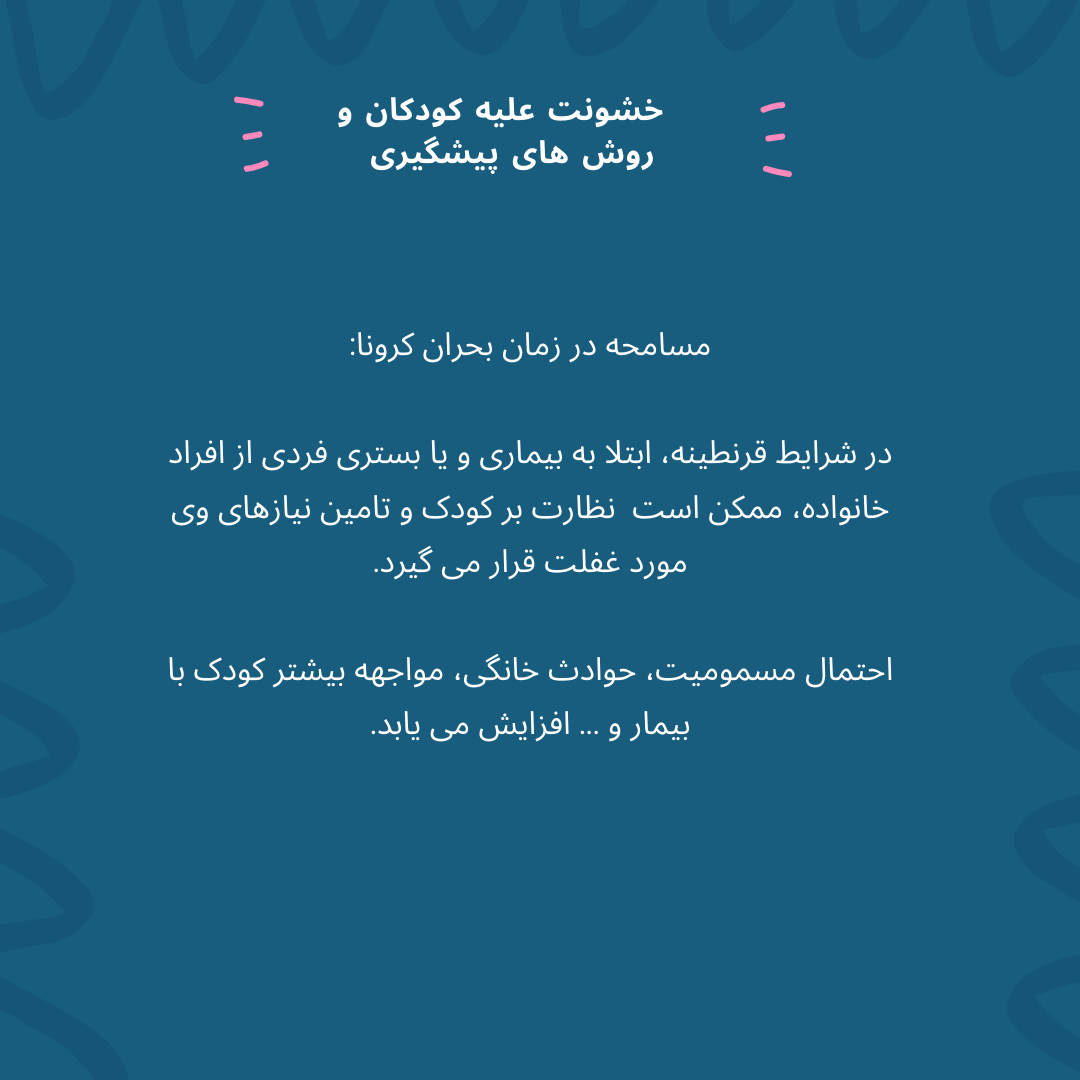 خشونت علیه کودکان و
روش های پیشگیری
مسامحه در زمان بحران کرونا:
در شرایط قرنطینه، ابتلا به بیماری و یا بستری فردی از افراد
خانواده، ممکن است  نظارت بر کودک و تامین نیازهای وی
مورد غفلت قرار می گیرد.
احتمال مسمومیت، حوادث خانگی، مواجهه بیشتر کودک با
بیمار و ... افزایش می یابد.